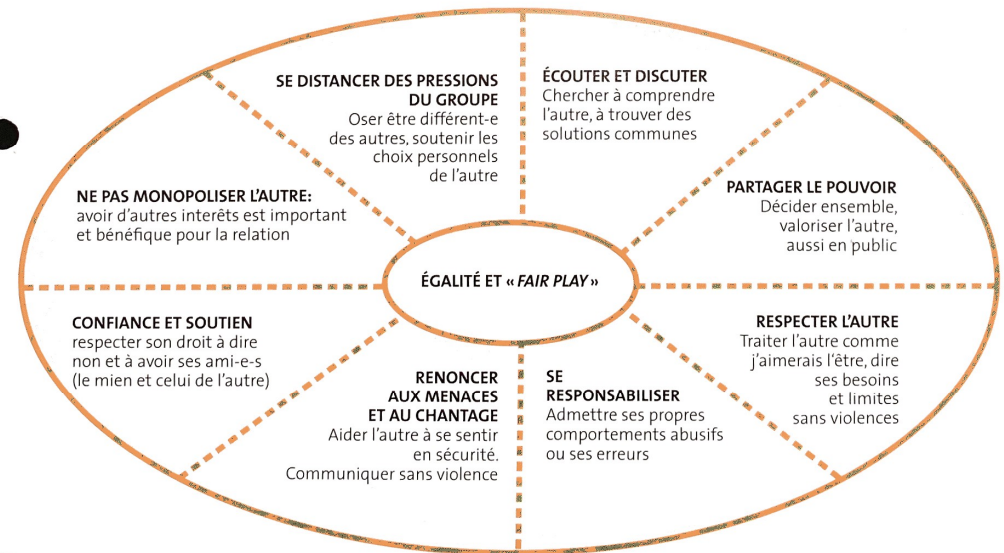 SE DISTANCER DES PRESSIONS
DU GROUPE
Oser être différent-e
des autres, soutenir les
choix personnels
de l'autre
ÉCOUTER ET DISCUTER
Chercher à comprendre
l'autre, à trouver des
solutions communes
NE PAS MONOPOLISER L'AUTRE:
avoir d'autres interêts est important
et bénéfique pour la relation
PARTAGER LE POUVOIR
Décider ensemble,
valoriser l'autre,
aussi en public
ÉGALITÉ ET « FAIR PLAY »
CONFIANCE ET SOUTIEN
respecter son droit à dire
non et à avoir ses ami-e-s
(le mien et celui de l'autre)
RESPECTER L'AUTRE
Traiter l'autre comme
j'aimerais l'être, dire
ses besoins
et limites
sans violences
RENONCER
AUX MENACES
ET AU CHANTAGE
Aider l'autre à se sentir
en sécurité.
Communiquer sans violence
SE
RESPONSABILISER
Admettre ses propres
comportements abusifs
ou ses erreurs